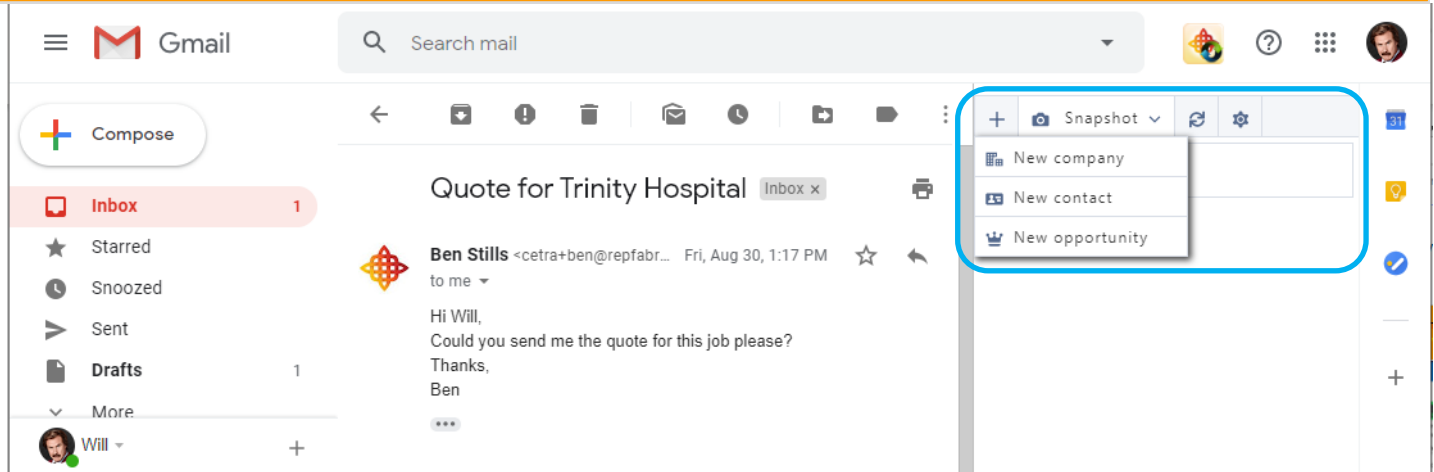 Gmail
Search mail
Compose
Inbox 1
Starred
Snoozed
Sent
Drafts 1
More
Will
Quote for Trinity Hospital Inbox x
Ben Stills <cetra+ben@repfabr... Fri, Aug 30, 1:17 PM
to me
Hi Will,
Could you send me the quote for this job please?
Thanks,
Ben
Snapshot
New company
New contact
New opportunity
31